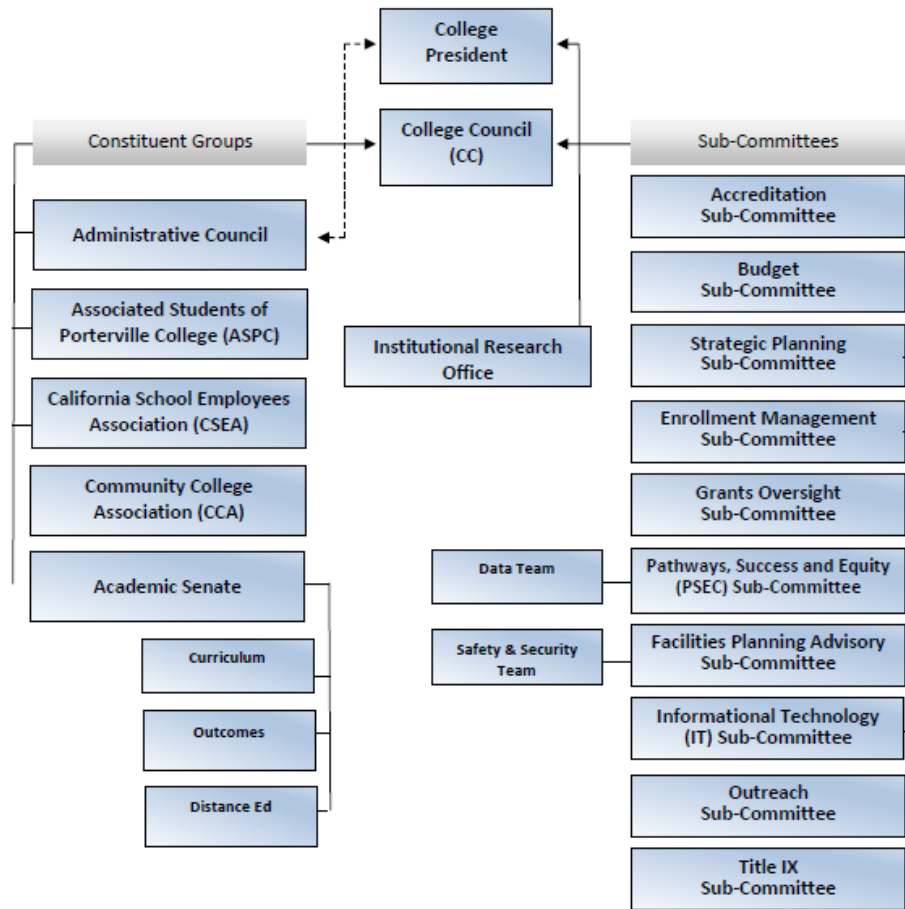 College
President
College Council
(CC)
Constituent Groups
Administrative Council
Associated Students of
Porterville College (ASPC)
California School Employees
Association (CSEA)
Community College
Association (CCA)
Academic Senate
Curriculum
Outcomes
Distance Ed
Institutional Research
Office
Sub-Committees
Accreditation
Sub-Committee
Budget
Sub-Committee
Strategic Planning
Sub-Committee
Enrollment Management
Sub-Committee
Grants Oversight
Sub-Committee
Data Team
Pathways, Success and Equity
(PSEC) Sub-Committee
Safety & Security
Team
Facilities Planning Advisory
Sub-Committee
Informational Technology
(IT) Sub-Committee
Outreach
Sub-Committee
Title IX
Sub-Committee